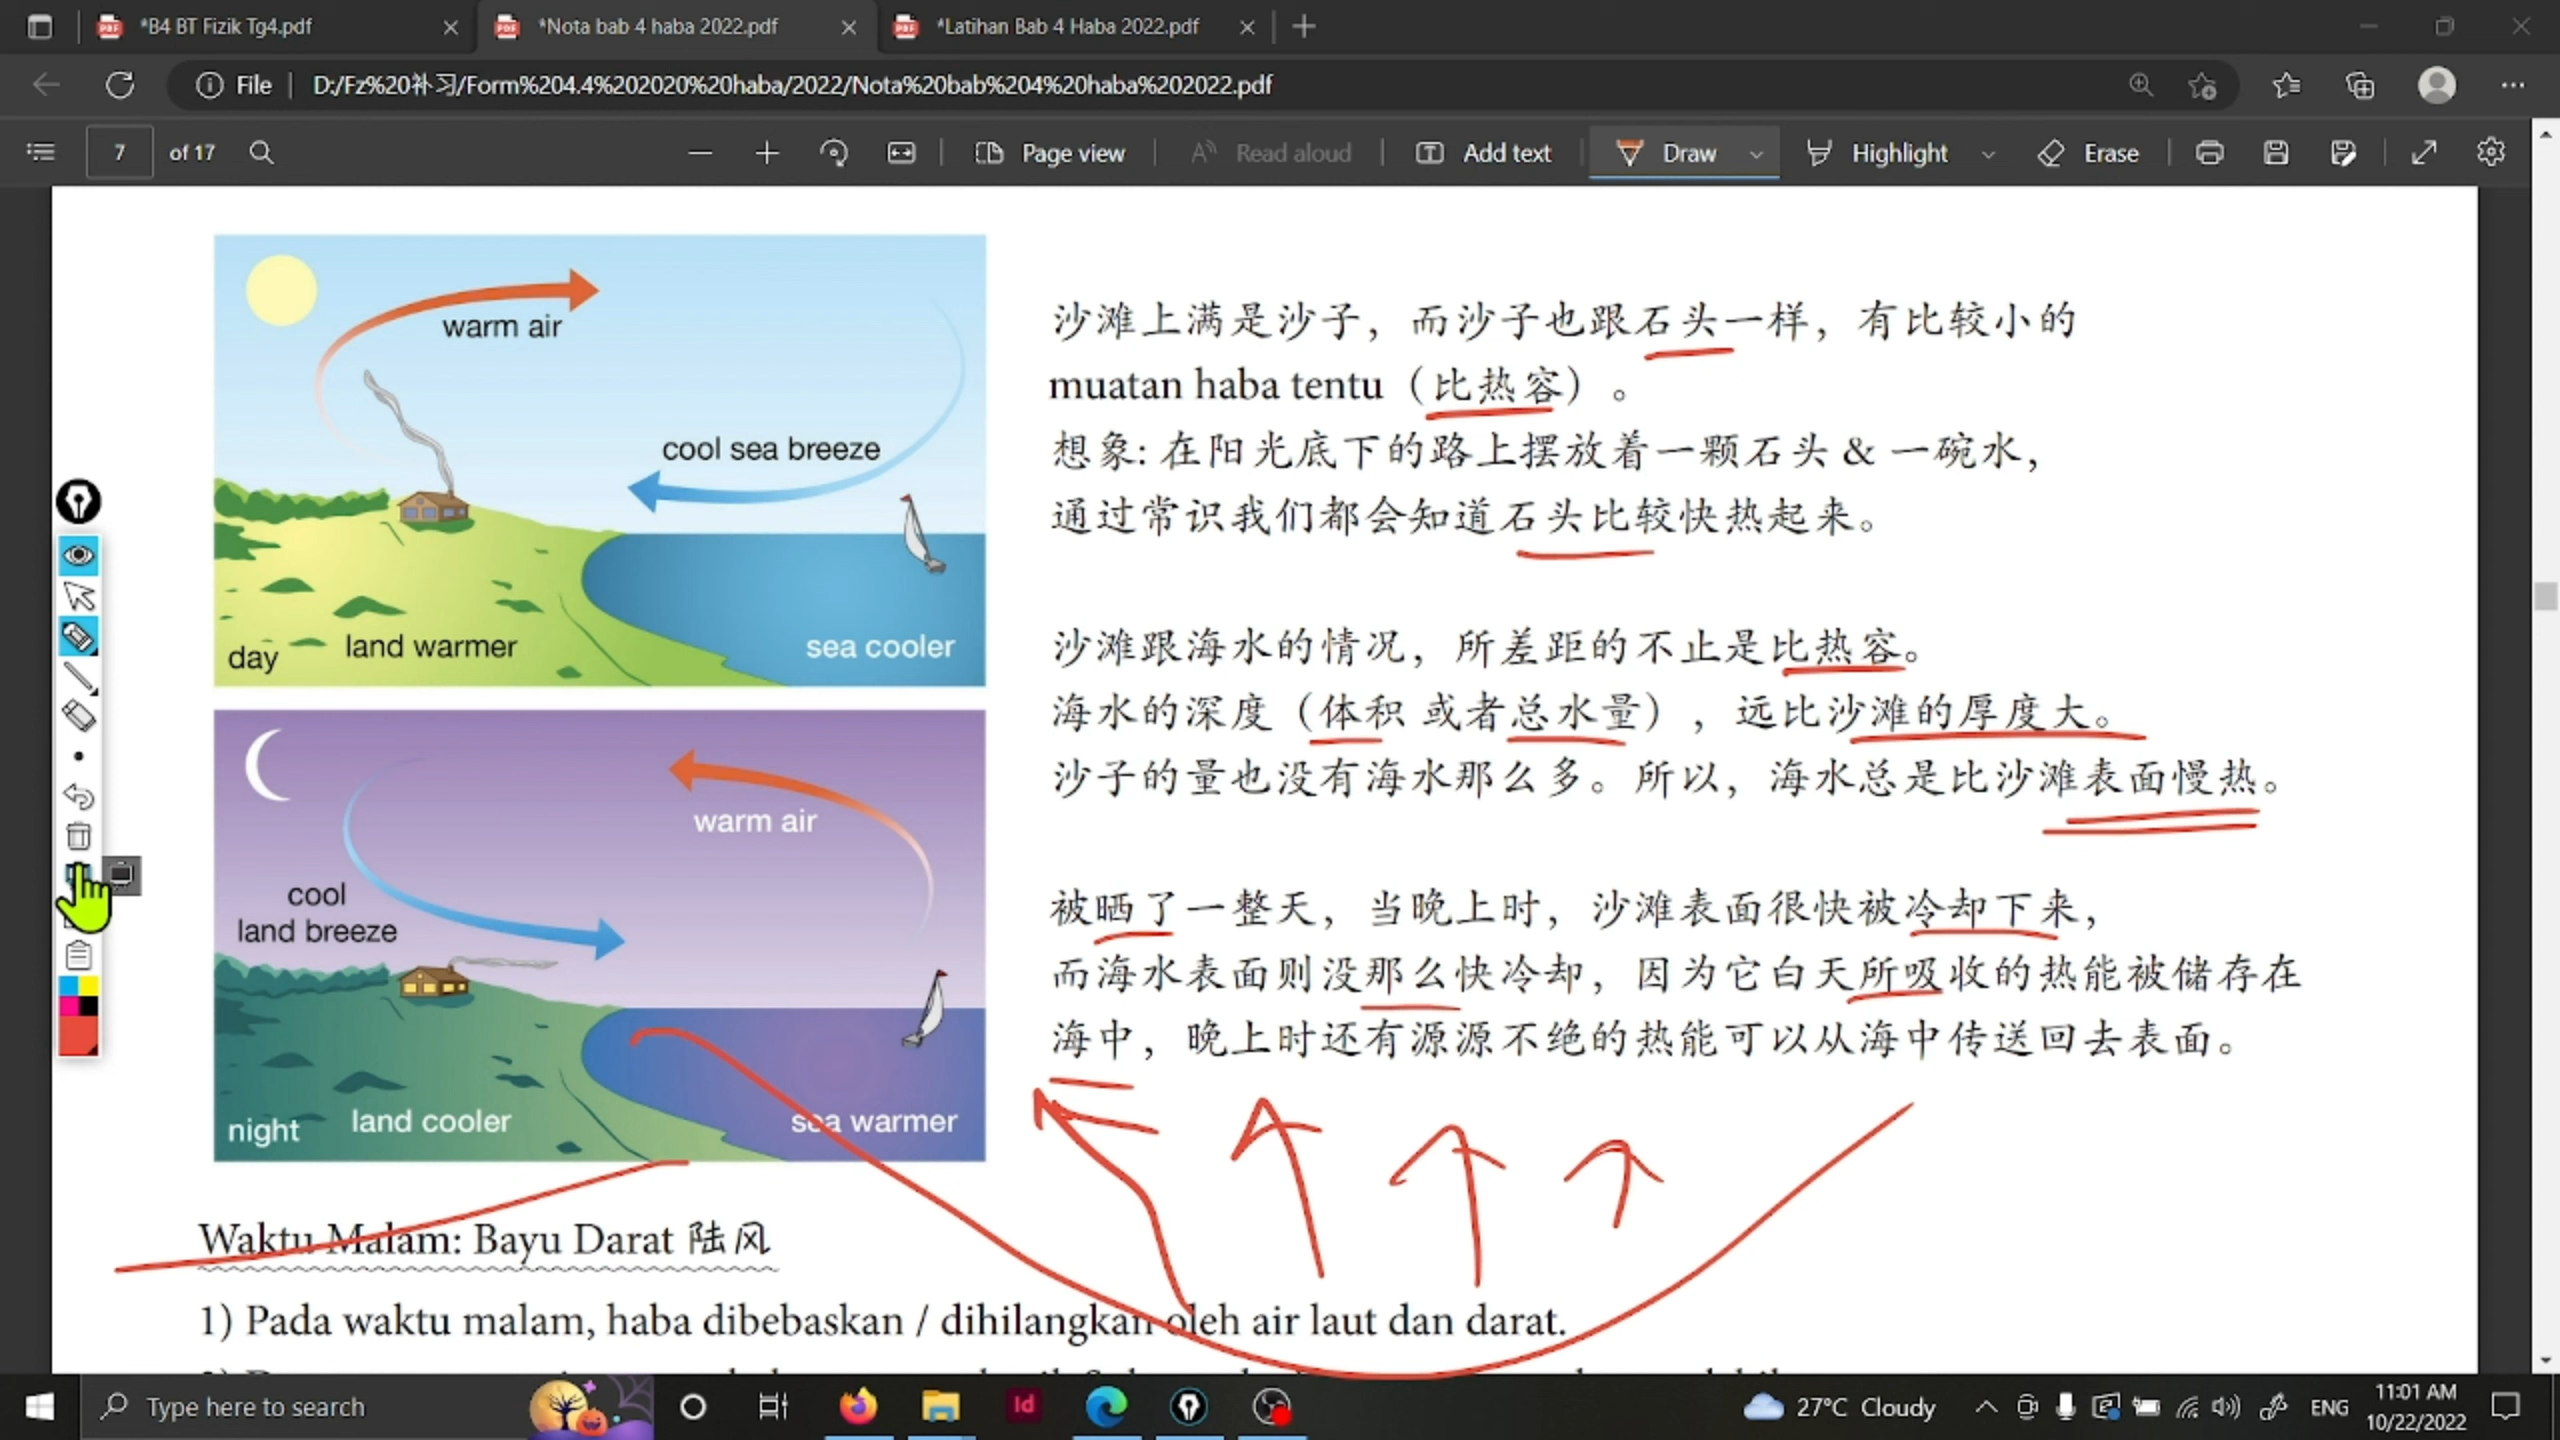 *B4 BT Fizik Tg4.pdf
*Nota bab 4 haba 2022.pdf
*Latihan Bab 4 Haba 2022.pdf
File
D:/Fz%20补习/Form%204.4%202020%20haba/2022/Nota%20bab%204%20haba%202022.pdf
7 of 17
Page view
Read aloud
Add text
Draw
Highlight
Erase
warm air
cool sea breeze
day
land warmer
sea cooler
warm air
cool
land breeze
night
land cooler
sea warmer
沙滩上满是沙子，而沙子也跟石头一样，有比较小的
muatan haba tentu（比热容）。
想象: 在阳光底下的路上摆放着一颗石头 & 一碗水，
通过常识我们都会知道石头比较快热起来。
沙滩跟海水的情况，所差距的不止是比热容。
海水的深度（体积 或者总水量），远比沙滩的厚度大。
沙子的量也没有海水那么多。所以，海水总是比沙滩表面慢热。
被晒了一整天，当晚上时，沙滩表面很快被冷却下来，
而海水表面则没那么快冷却，因为它白天所吸收的热能被储存在
海中，晚上时还有源源不绝的热能可以从海中传送回去表面。
Waktu Malam: Bayu Darat 陆风
1) Pada waktu malam, haba dibebaskan / dihilangkan oleh air laut dan darat.
Type here to search
Id
27°C Cloudy
ENG
11:01 AM
10/22/2022